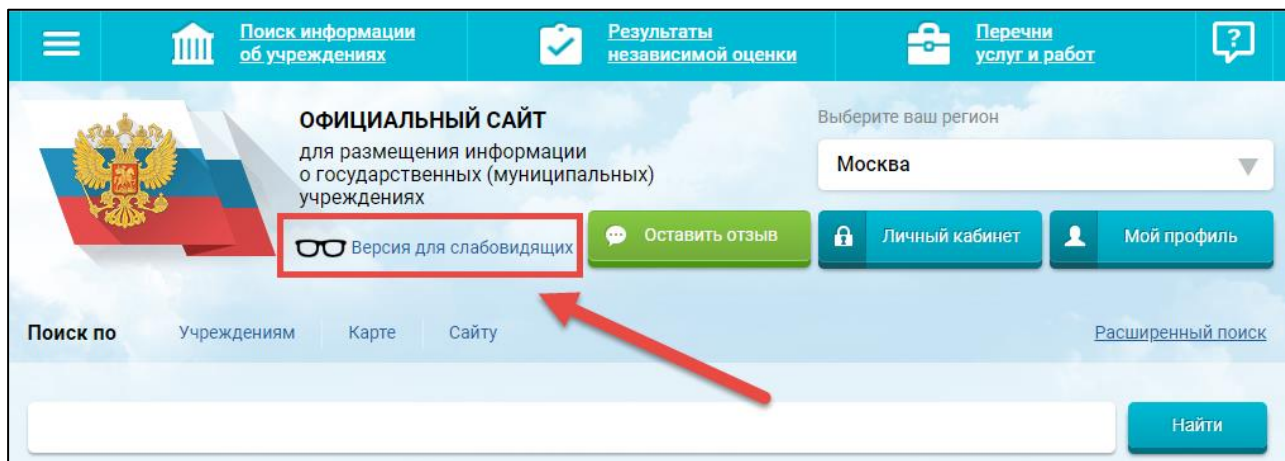 Поиск информации
об учреждениях
Результаты
независимой оценки
Перечни
услуг и работ
?
ОФИЦИАЛЬНЫЙ САЙТ
для размещения информации
о государственных (муниципальных)
учреждениях
Версия для слабовидящих
Выберите ваш регион
Москва
Оставить отзыв
Личный кабинет
Мой профиль
Поиск по
Учреждениям
Карте
Сайту
Расширенный поиск
Найти